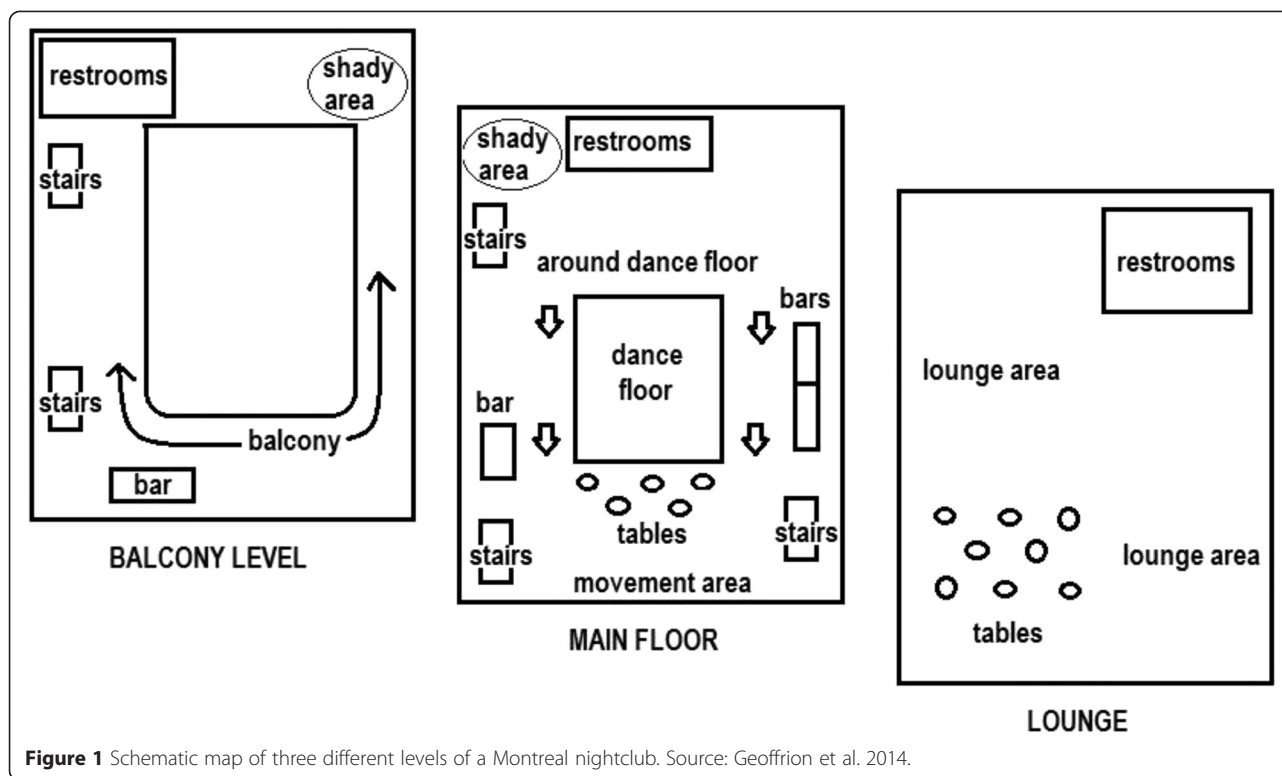 restrooms
shady
area
stairs
stairs
balcony
bar
BALCONY LEVEL
shady
area
restrooms
stairs
around dance floor
bars
dance
floor
bar
tables
stairs
stairs
movement area
MAIN FLOOR
restrooms
lounge area
lounge area
tables
LOUNGE
Figure 1 Schematic map of three different levels of a Montreal nightclub. Source: Geoffrion et al. 2014.